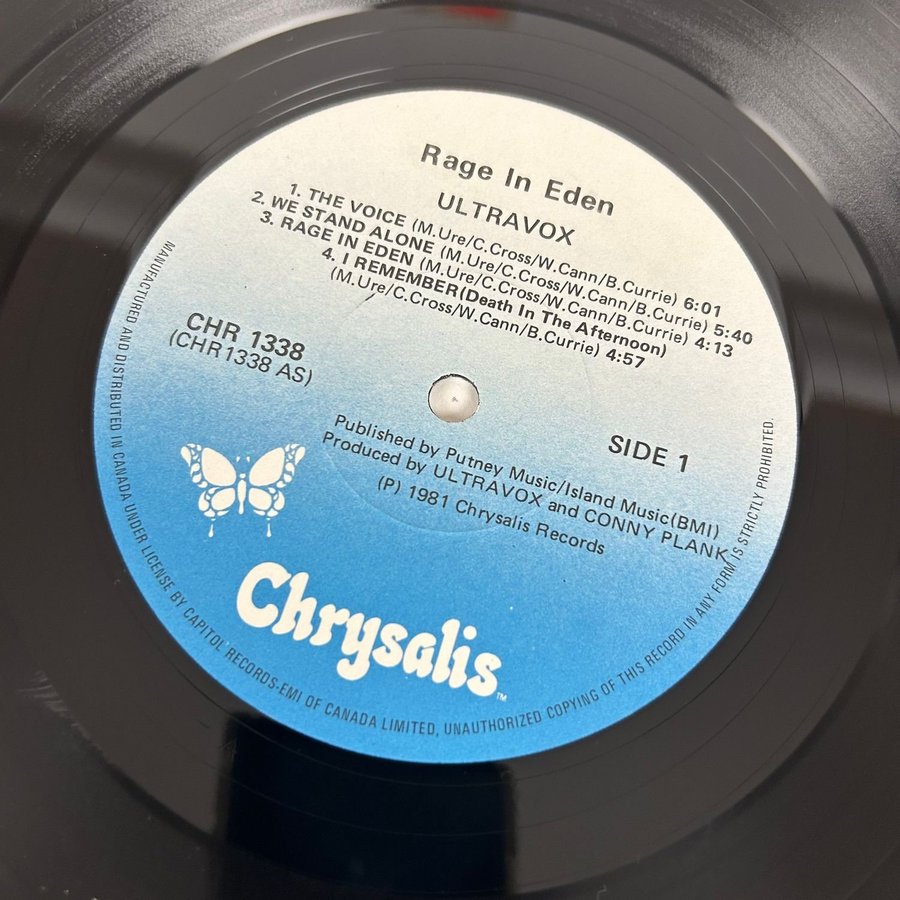 Rage In Eden
ULTRAVOX
1. THE VOICE (M.Ure/C.Cross/W.Cann/B.Currie) 6:01
2. WE STAND ALONE (M.Ure/C.Cross/W.Cann/B.Currie) 5:40
3. RAGE IN EDEN (M.Ure/C.Cross/W.Cann/B.Currie) 4:13
4. I REMEMBER(Death In The Afternoon)
(M.Ure/C.Cross/W.Cann/B.Currie) 4:57
CHR 1338
(CHR1338 AS)
SIDE 1
Published by Putney Music/Island Music(BMI)
Produced by ULTRAVOX and CONNY PLANK
(P) 1981 Chrysalis Records
Chrysalis™
MANUFACTURED AND DISTRIBUTED IN CANADA UNDER LICENSE BY CAPITOL RECORDS-EMI OF CANADA LIMITED, UNAUTHORIZED COPYING OF THIS RECORD IN ANY FORM IS STRICTLY PROHIBITED.